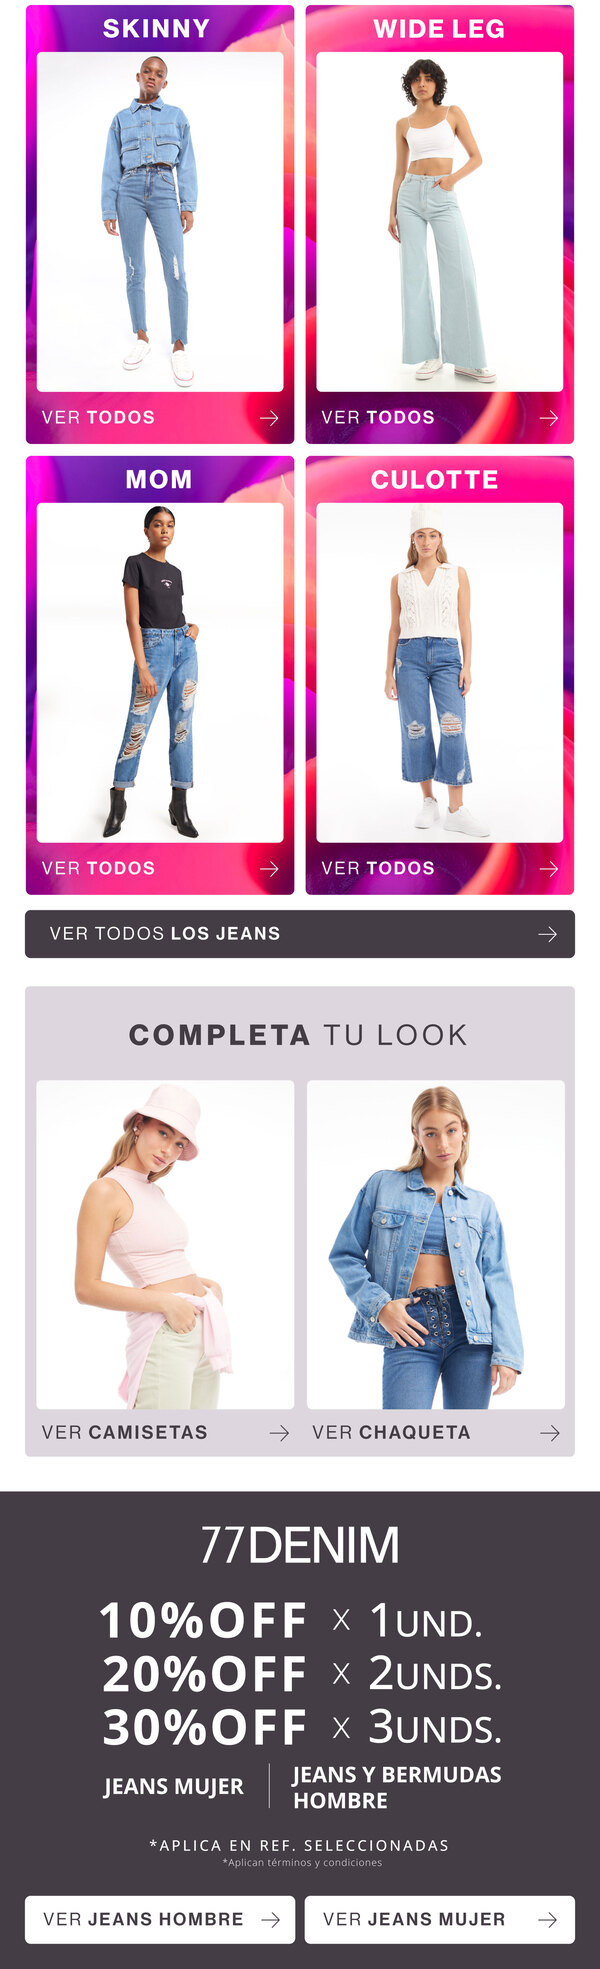 SKINNY
WIDE LEG
VER TODOS
VER TODOS
MOM
CULOTTE
VER TODOS
VER TODOS
VER TODOS LOS JEANS
COMPLETA TU LOOK
VER CAMISETAS
VER CHAQUETA
77DENIM
10%OFF X 1UND.
20%OFF X 2UNDS.
30%OFF X 3UNDS.
JEANS MUJER
JEANS Y BERMUDAS
HOMBRE
*APLICA EN REF. SELECCIONADAS
*Aplican términos y condiciones
VER JEANS HOMBRE
VER JEANS MUJER